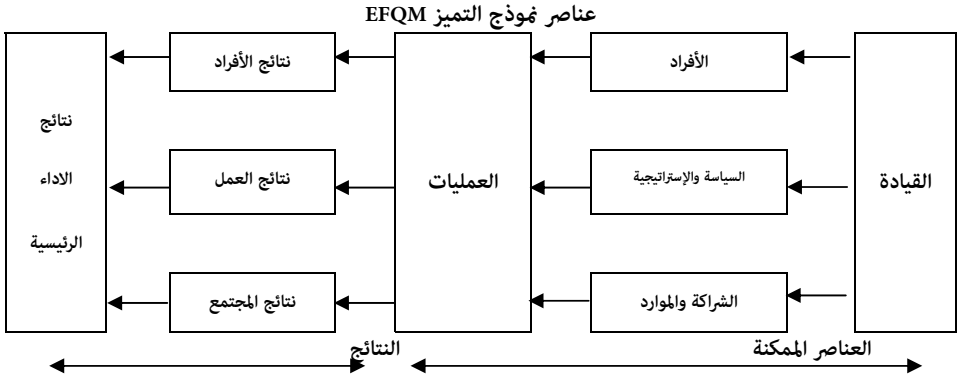 عناصر نموذج التميز EFQM
القيادة
الأفراد
السياسة والإستراتيجية
الشراكة والموارد
العمليات
نتائج الأفراد
نتائج العمل
نتائج المجتمع
نتائج
الاداء
الرئيسية
العناصر الممكنة
النتائج